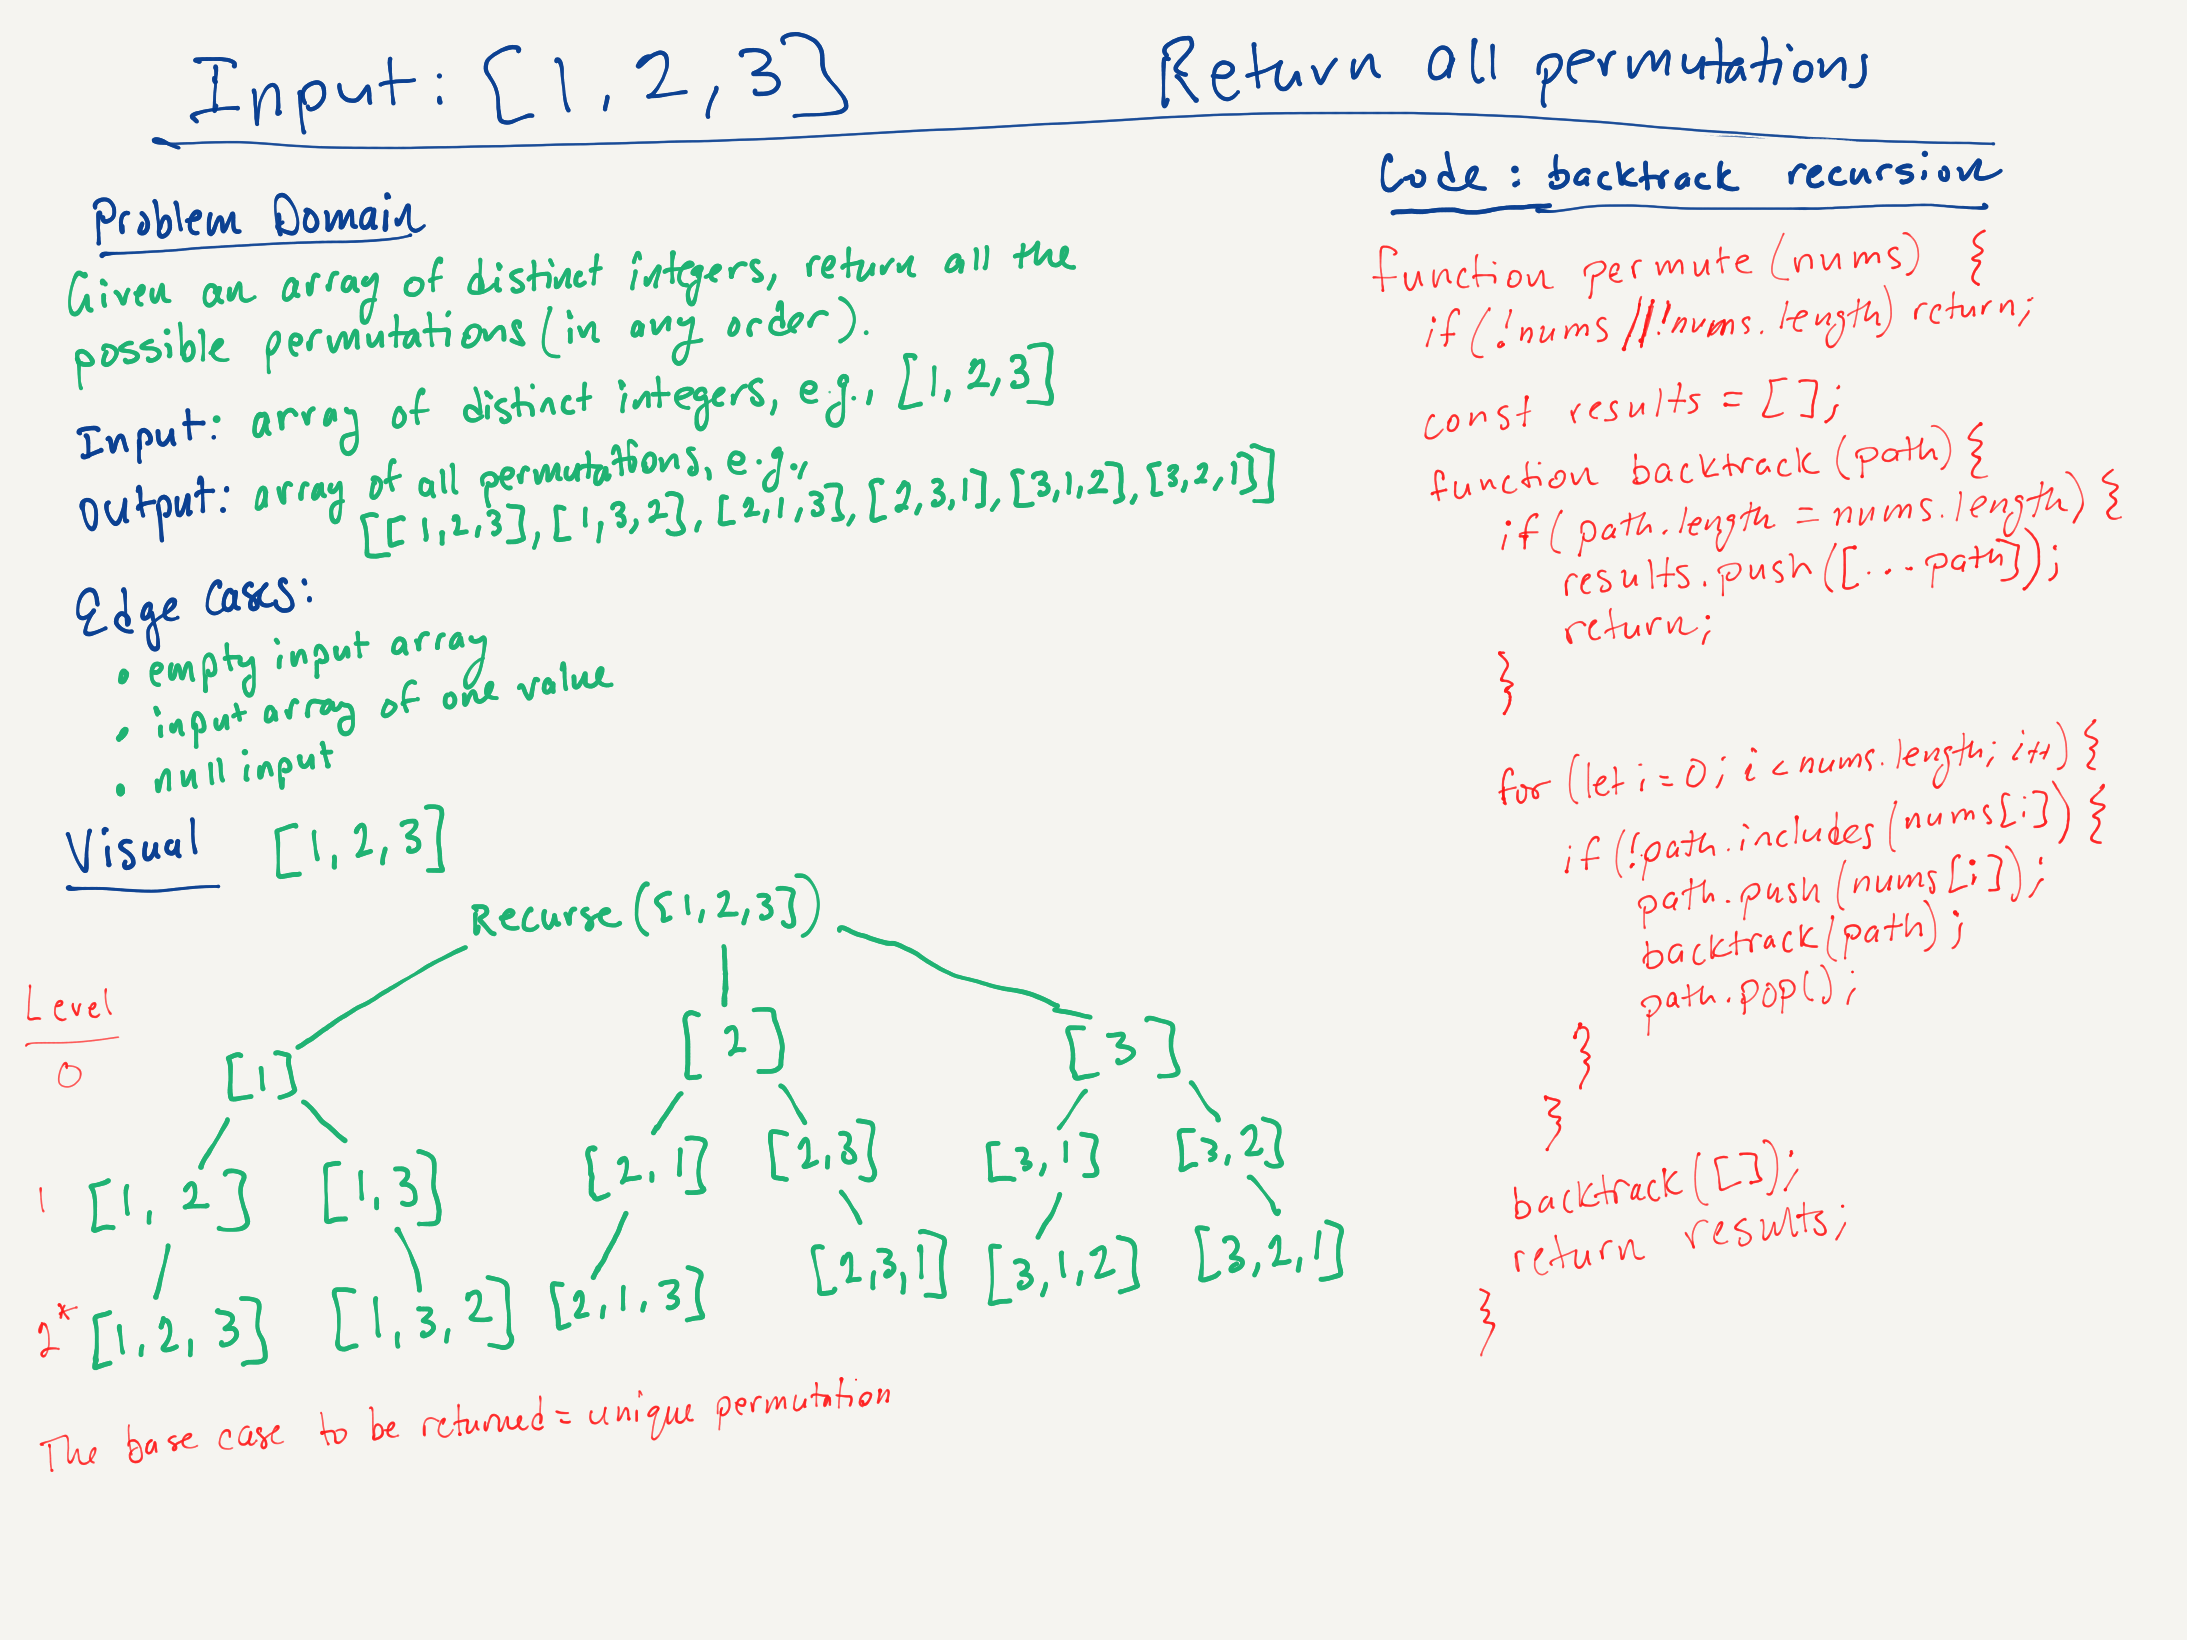 Input: [1, 2, 3]
Return all permutations
Problem Domain
Given an array of distinct integers, return all the
possible permutations (in any order).
Input: array of distinct integers, e.g., [1, 2, 3]
Output: array of all permutations, e.g.,
[[1,2,3], [1,3,2], [2,1,3], [2,3,1], [3,1,2], [3,2,1]]
Edge Cases:
• empty input array
• input array of one value
• null input
Visual [1, 2, 3]
Recurse([1, 2, 3])
Level
0 [1] [2] [3]
1 [1, 2] [1, 3] [2, 1] [2, 3] [3, 1] [3, 2]
2* [1, 2, 3] [1, 3, 2] [2, 1, 3] [2, 3, 1] [3, 1, 2] [3, 2, 1]
The base case to be returned = unique permutation
Code: backtrack recursion
function permute (nums) {
if (!nums || !nums.length) return;
const results = [];
function backtrack (path) {
if (path.length = nums.length) {
results.push([...path]);
return;
}
for (let i = 0; i < nums.length; i++) {
if (!path.includes(nums[i]) {
path.push(nums[i]);
backtrack(path);
path.pop();
}
}
backtrack([]);
return results;
}